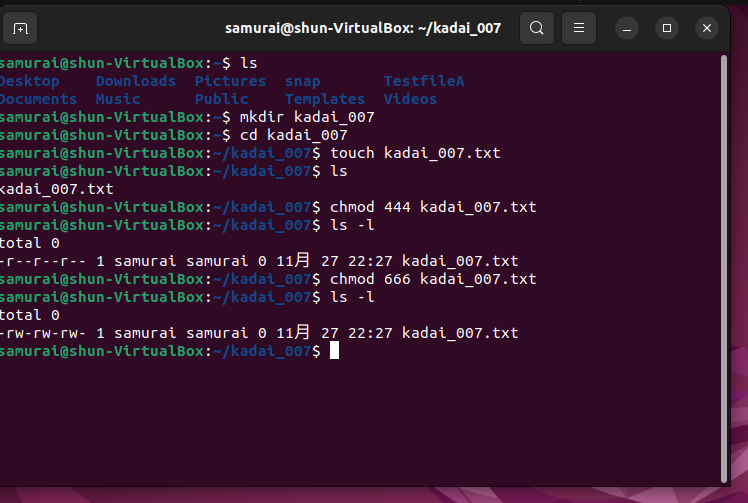 samurai@shun-VirtualBox: ~/kadai_007
samurai@shun-VirtualBox:~$ ls
Desktop    Downloads  Pictures  snap       TestfileA
Documents  Music      Public    Templates  Videos
samurai@shun-VirtualBox:~$ mkdir kadai_007
samurai@shun-VirtualBox:~$ cd kadai_007
samurai@shun-VirtualBox:~/kadai_007$ touch kadai_007.txt
samurai@shun-VirtualBox:~/kadai_007$ ls
kadai_007.txt
samurai@shun-VirtualBox:~/kadai_007$ chmod 444 kadai_007.txt
samurai@shun-VirtualBox:~/kadai_007$ ls -l
total 0
-r--r--r-- 1 samurai samurai 0 11月 27 22:27 kadai_007.txt
samurai@shun-VirtualBox:~/kadai_007$ chmod 666 kadai_007.txt
samurai@shun-VirtualBox:~/kadai_007$ ls -l
total 0
-rw-rw-rw- 1 samurai samurai 0 11月 27 22:27 kadai_007.txt
samurai@shun-VirtualBox:~/kadai_007$